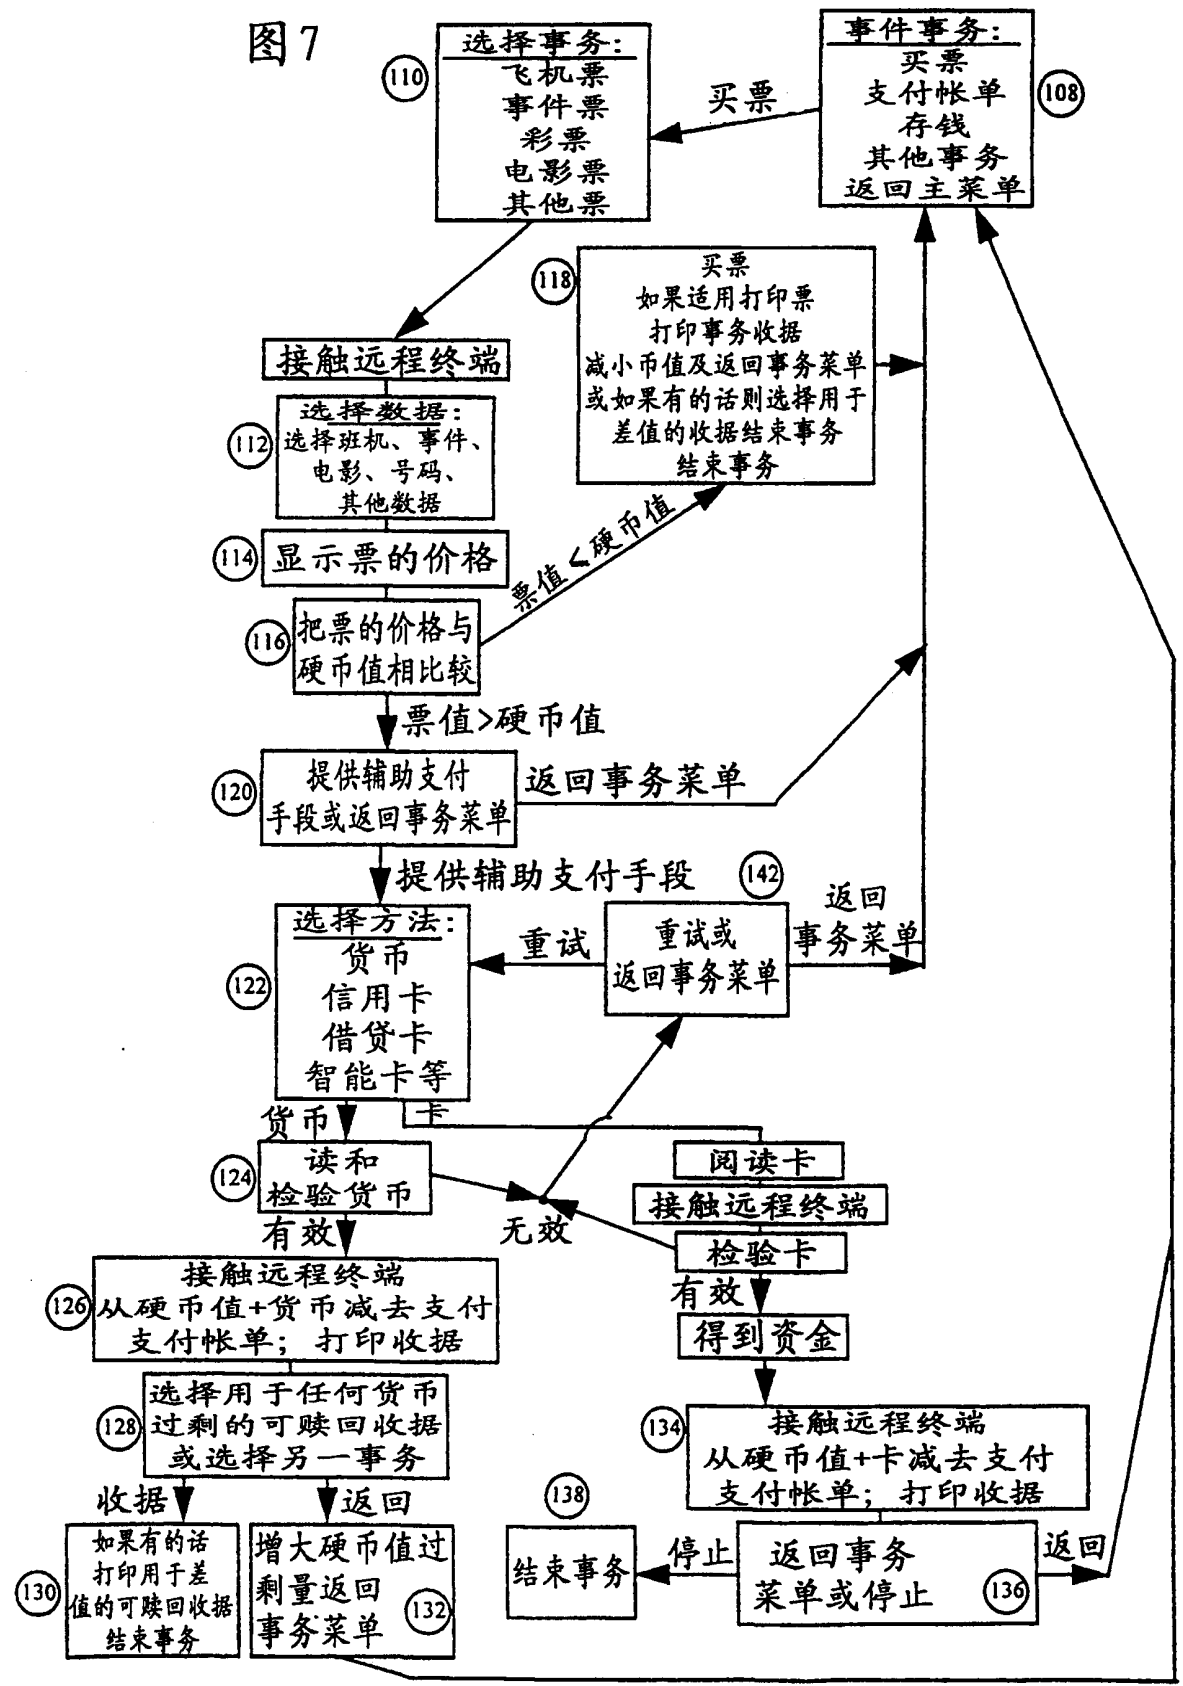 图7
选择事务:
飞机票
事件票
彩票
电影票
其他票
110
买票
事件事务:
买票
支付帐单
存钱
其他事务
返回主菜单
108
118
买票
如果适用打印票
打印事务收据
减小币值及返回事务菜单
或如果有的话则选择用于
差值的收据结束事务
结束事务
接触远程终端
112
选择数据:
选择班机、事件、
电影、号码、
其他数据
114
显示票的价格
票值≤硬币值
116
把票的价格与
硬币值相比较
票值>硬币值
120
提供辅助支付
手段或返回事务菜单
返回事务菜单
提供辅助支付手段
142
122
选择方法:
货币
信用卡
借贷卡
智能卡等
重试
重试或
返回事务菜单
返回
事务菜单
货币
卡
124
读和
检验货币
阅读卡
接触远程终端
检验卡
无效
有效
有效
得到资金
126
接触远程终端
从硬币值+货币减去支付
支付帐单; 打印收据
128
选择用于任何货币
过剩的可赎回收据
或选择另一事务
134
接触远程终端
从硬币值+卡减去支付
支付帐单; 打印收据
收据
返回
130
如果有的话
打印用于差
值的可赎回收据
结束事务
增大硬币值过
剩量返回
事务菜单
132
138
结束事务
停止
返回事务
菜单或停止
136
返回